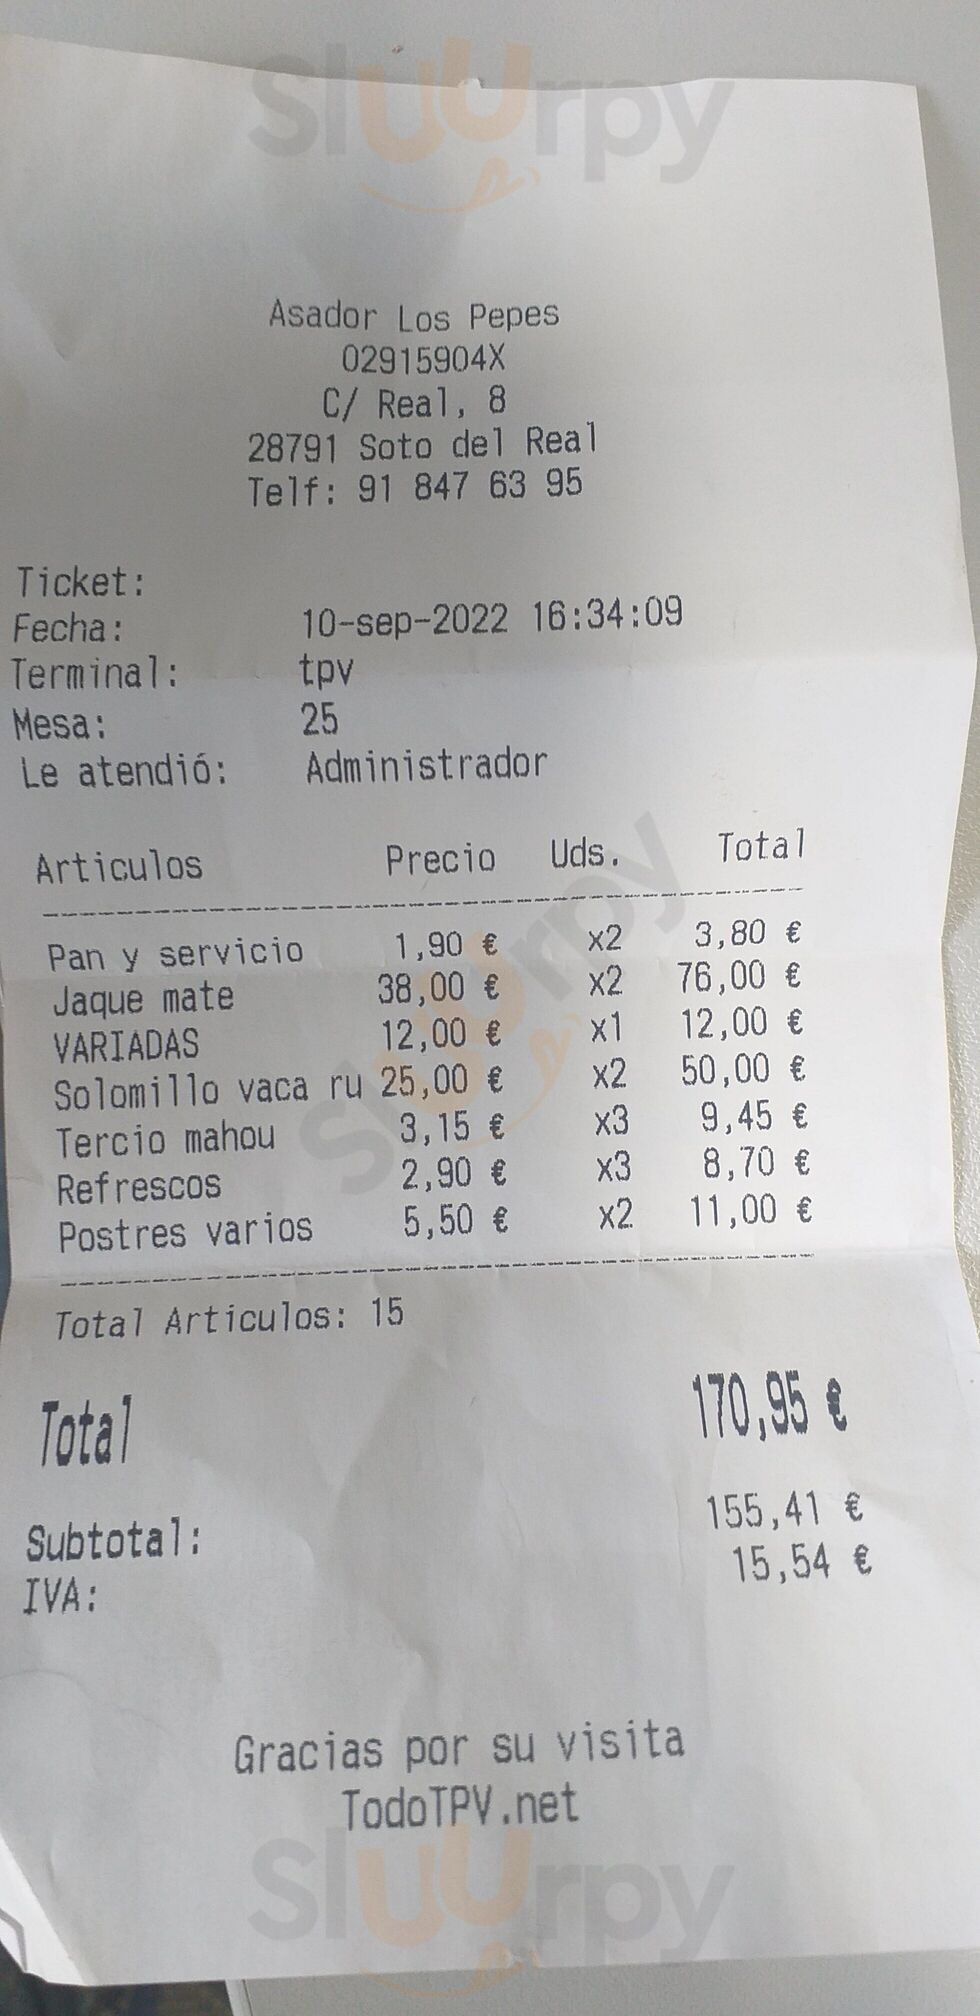 Sluurpy
Asador Los Pepes
02915904X
C/ Real, 8
28791 Soto del Real
Telf: 91 847 63 95
Ticket:
Fecha: 10-sep-2022 16:34:09
Terminal: tpv
Mesa: 25
Le atendió: Administrador
Articulos Precio Uds. Total
Pan y servicio 1,90 € x2 3,80 €
Jaque mate 38,00 € x2 76,00 €
VARIADAS 12,00 € x1 12,00 €
Solomillo vaca ru 25,00 € x2 50,00 €
Tercio mahou 3,15 € x3 9,45 €
Refrescos 2,90 € x3 8,70 €
Postres varios 5,50 € x2 11,00 €
Sluurpy
Total Articulos: 15
Total 170,95 €
Subtotal: 155,41 €
IVA: 15,54 €
Gracias por su visita
TodoTPV.net
Sluurpy